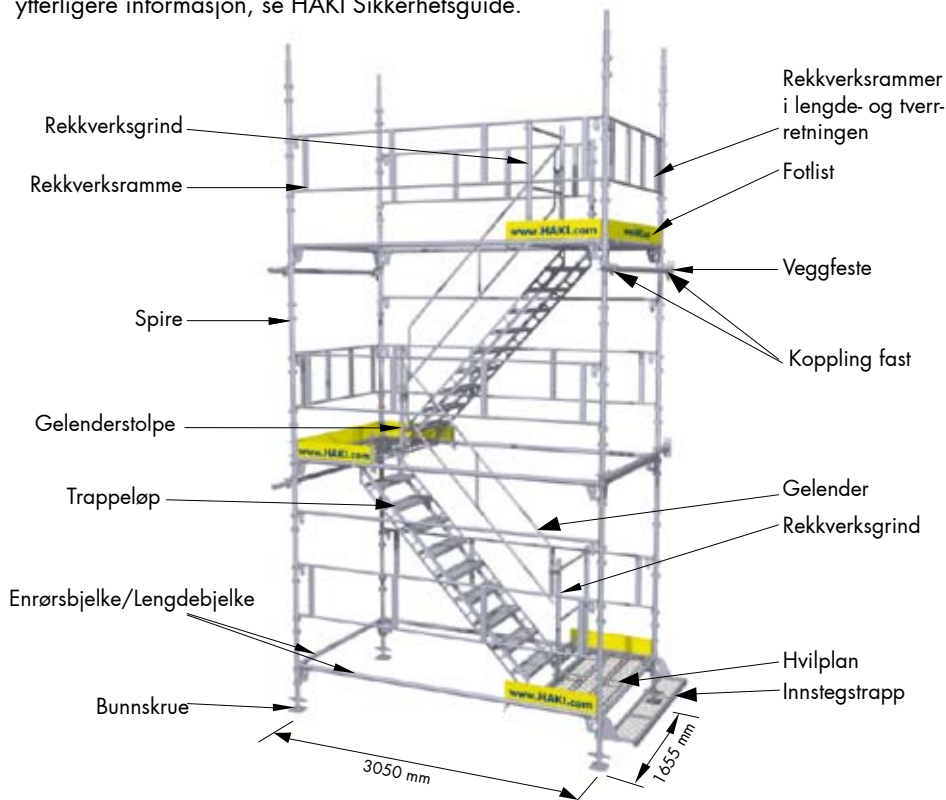 ytterligere informasjon, se HAKI Sikkerhetsguide.
Rekkverksgrind
Rekkverksramme
Spire
Gelenderstolpe
Trappeløp
Enrørsbjelke/Lengdebjelke
Bunnskrue
Rekkverksrammer
i lengde- og tverr-
retningen
Fotlist
Veggfeste
Koppling fast
Gelender
Rekkverksgrind
Hvilplan
Innstegstrapp
www.HAKI.com
www.HAKI.com
www.HAKI.com
3050 mm
1655 mm